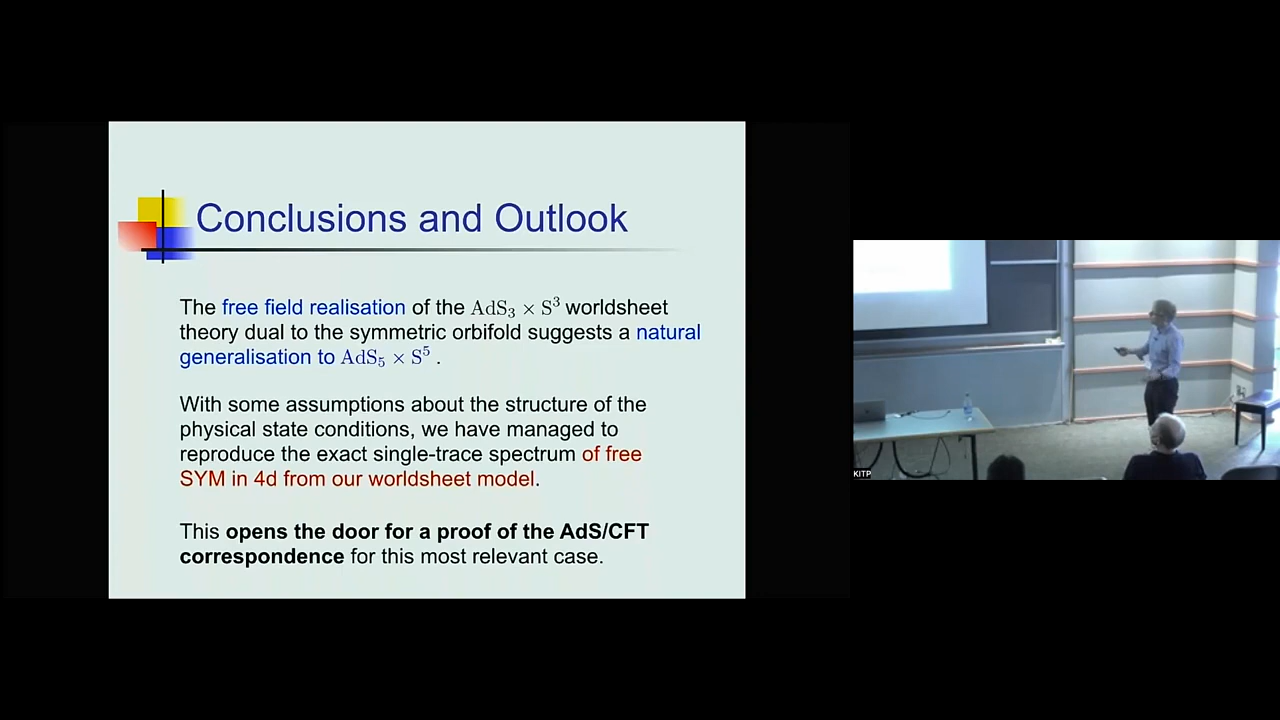 Conclusions and Outlook
The free field realisation of the AdS₃ × S³ worldsheet
theory dual to the symmetric orbifold suggests a natural
generalisation to AdS₅ × S⁵ .
With some assumptions about the structure of the
physical state conditions, we have managed to
reproduce the exact single-trace spectrum of free
SYM in 4d from our worldsheet model.
This opens the door for a proof of the AdS/CFT
correspondence for this most relevant case.
KITP